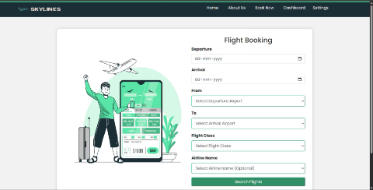 SKYLINES
Home About Us Book Now Dashboard Settings
Flight Booking
Departure
dd-mm-yyyy
Arrival
dd-mm-yyyy
From
Select Departure Airport
To
Select Arrival Airport
Flight Class
Select Flight Class
Airline Name
Select Airline Name (Optional)
Search Flights